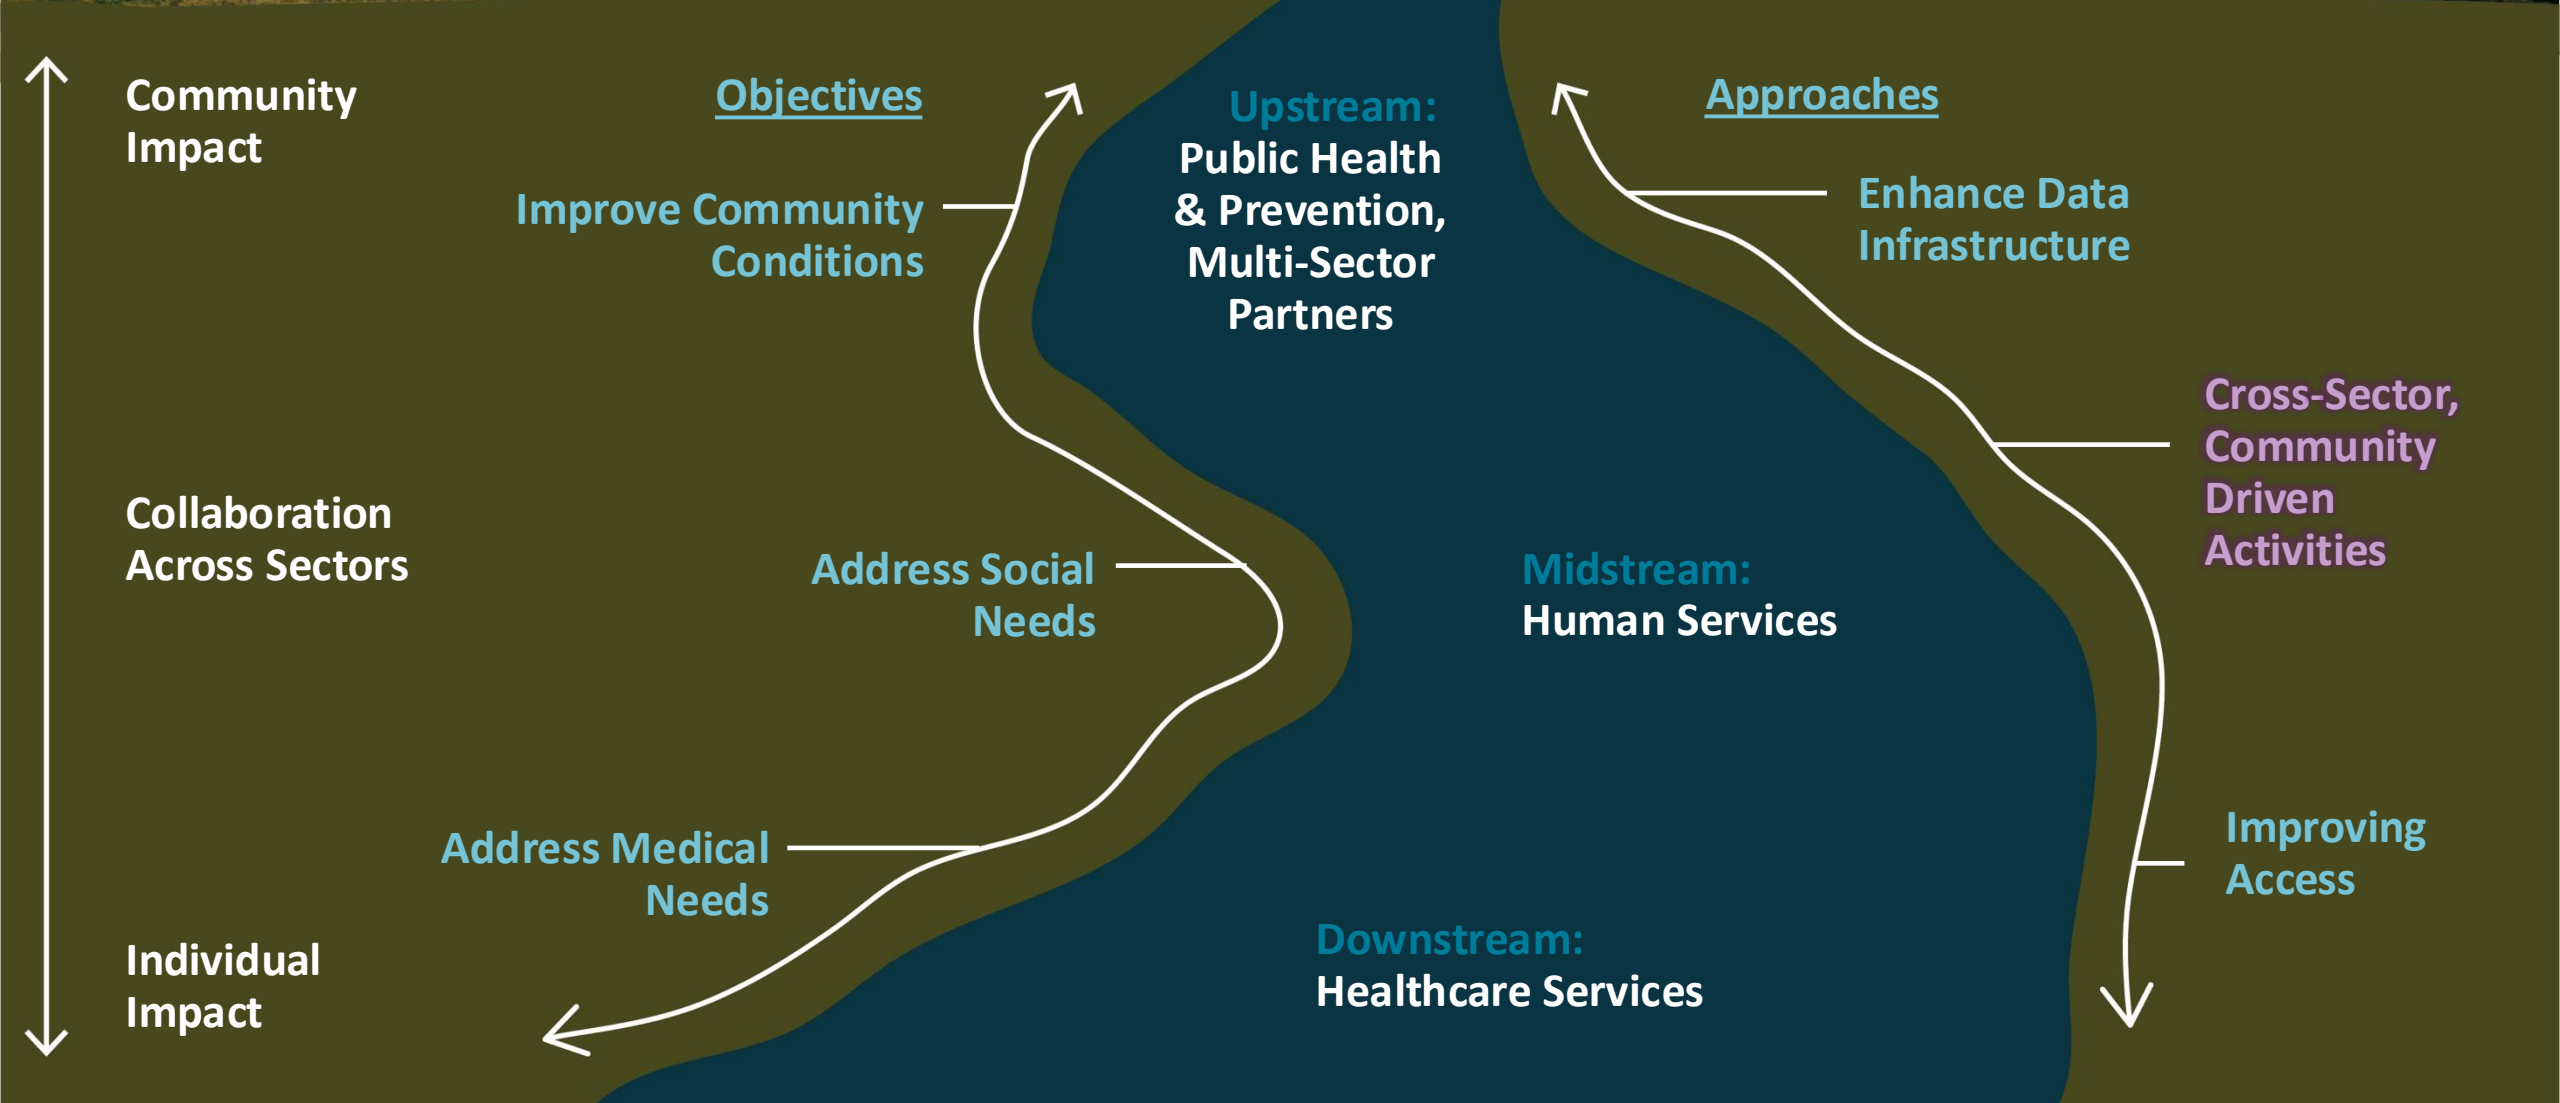 Community
Impact
Collaboration
Across Sectors
Individual
Impact
Objectives
Improve Community
Conditions
Address Social
Needs
Address Medical
Needs
Upstream:
Public Health
& Prevention,
Multi-Sector
Partners
Midstream:
Human Services
Downstream:
Healthcare Services
Approaches
Enhance Data
Infrastructure
Cross-Sector,
Community
Driven
Activities
Improving
Access